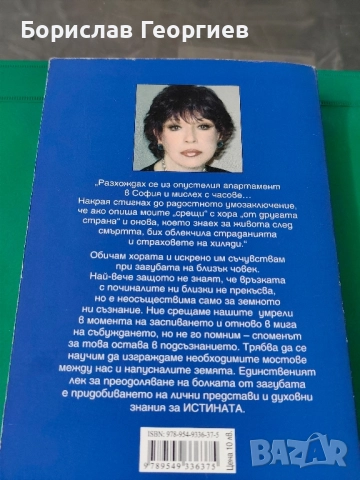 Борислав Георгиев
„Разхождах се из опустелия апартамент
в София и мислех с часове...
Накрая стигнах до радостното умозаключение,
че ако опиша моите „срещи“ с хора „от другата
страна“ и онова, което знаех за живота след
смъртта, бих облекчила страданията
и страховете на хиляди.“
Обичам хората и искрено им съчувствам
при загубата на близък човек.
Най-вече защото не знаят, че връзката
с починалите ни близки не прекъсва,
но е неосъществима само за земното
ни съзнание. Ние срещаме нашите умрели
в момента на заспиването и отново в мига
на събуждането, но не го помним – споменът
за това остава в подсъзнанието. Трябва да се
научим да изграждаме необходимите мостове
между нас и напусналите земята. Единственият
лек за преодоляване на болката от загубата
е придобиването на лични представи и духовни
знания за ИСТИНАТА.
ISBN: 978-954-9336-37-5
9789549336375
Цена 10 лв.
BAZAR